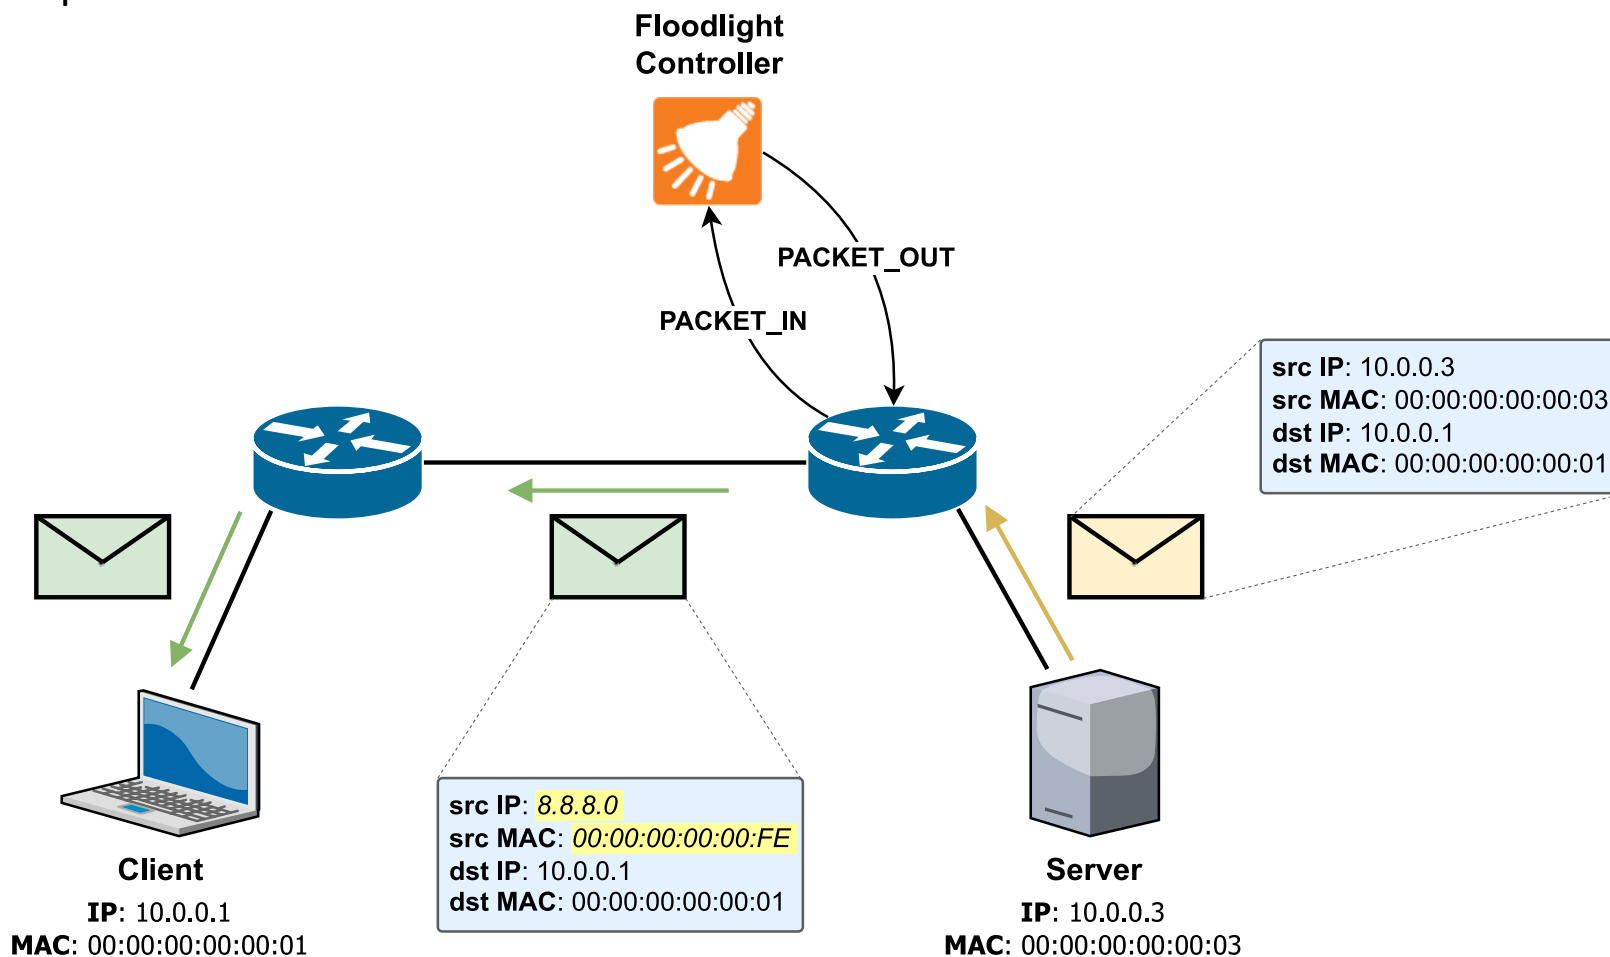 Floodlight
Controller
PACKET_OUT
PACKET_IN
src IP: 10.0.0.3
src MAC: 00:00:00:00:00:03
dst IP: 10.0.0.1
dst MAC: 00:00:00:00:00:01
src IP: 8.8.8.0
src MAC: 00:00:00:00:00:FE
dst IP: 10.0.0.1
dst MAC: 00:00:00:00:00:01
Client
IP: 10.0.0.1
MAC: 00:00:00:00:00:01
Server
IP: 10.0.0.3
MAC: 00:00:00:00:00:03